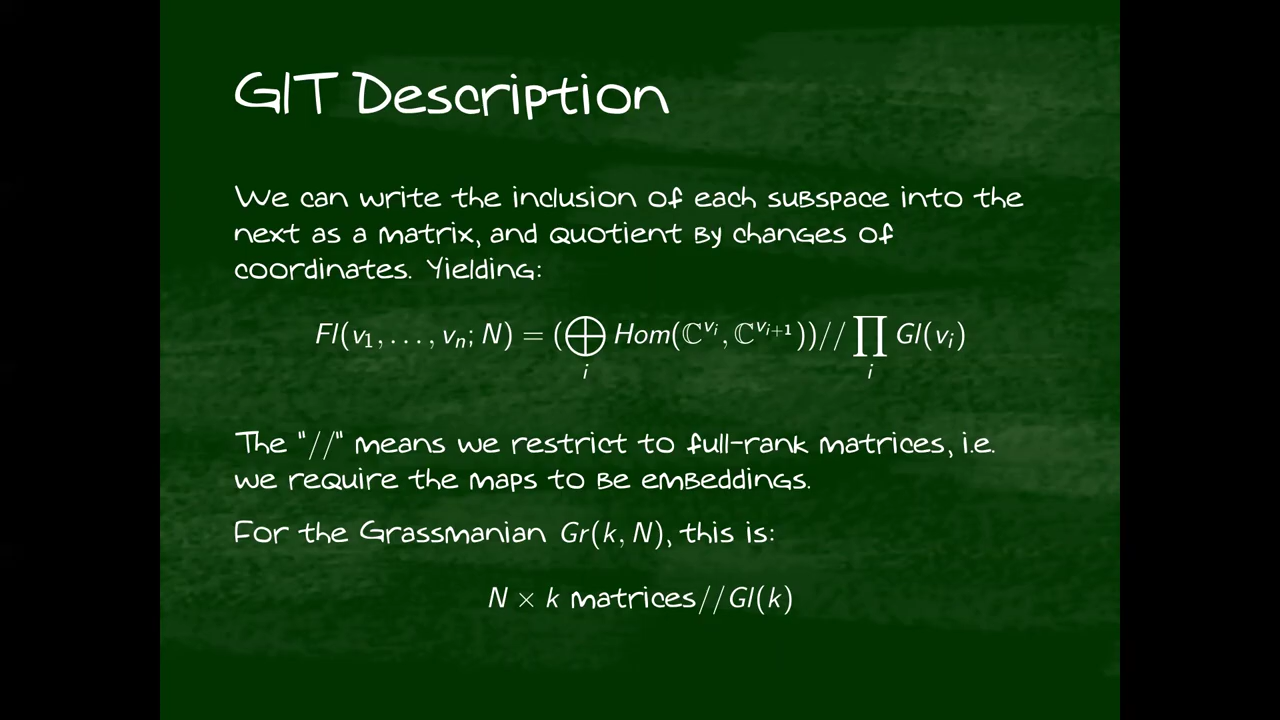 GIT Description
We can write the inclusion of each subspace into the
next as a matrix, and quotient by changes of
coordinates. Yielding:
Fl(v₁, . . . , vₙ; N) = (⊕ᵢ Hom(ℂ^{v_i}, ℂ^{v_{i+1}}))// ∏ᵢ Gl(vᵢ)
The "//" means we restrict to full-rank matrices, i.e.
we require the maps to be embeddings.
For the Grassmanian Gr(k, N), this is:
N × k matrices//Gl(k)